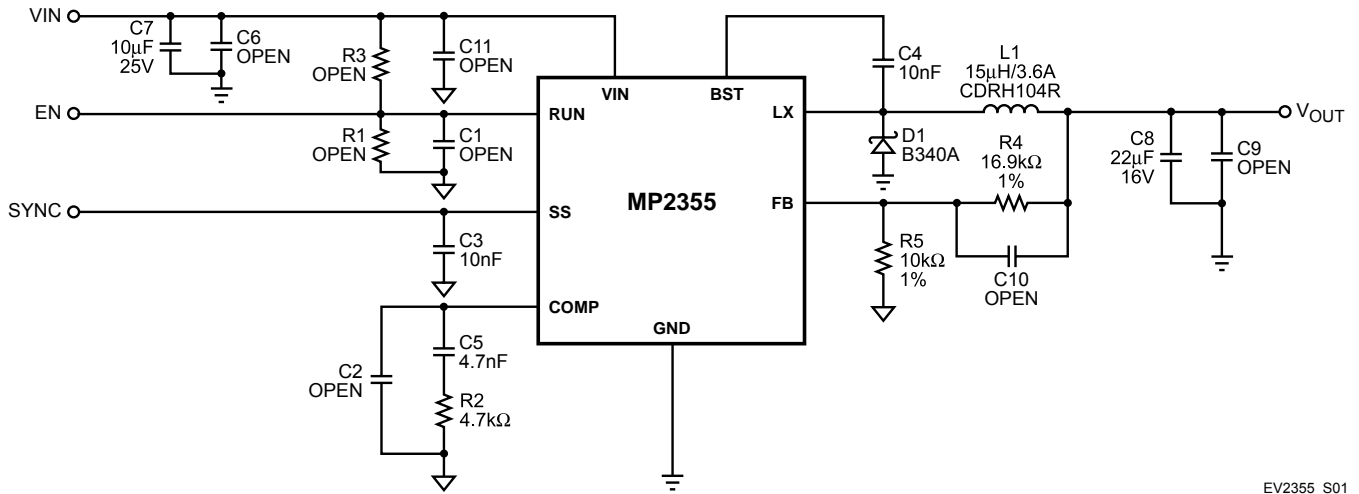 VIN
C7
10μF
25V
C6
OPEN
R3
OPEN
C11
OPEN
C4
10nF
L1
15μH/3.6A
CDRH104R
VIN
BST
EN
RUN
LX
VOUT
R1
OPEN
C1
OPEN
D1
B340A
R4
16.9kΩ
1%
C8
22μF
16V
C9
OPEN
MP2355
SYNC
SS
FB
C3
10nF
R5
10kΩ
1%
C10
OPEN
COMP
GND
C2
OPEN
C5
4.7nF
R2
4.7kΩ
EV2355_S01